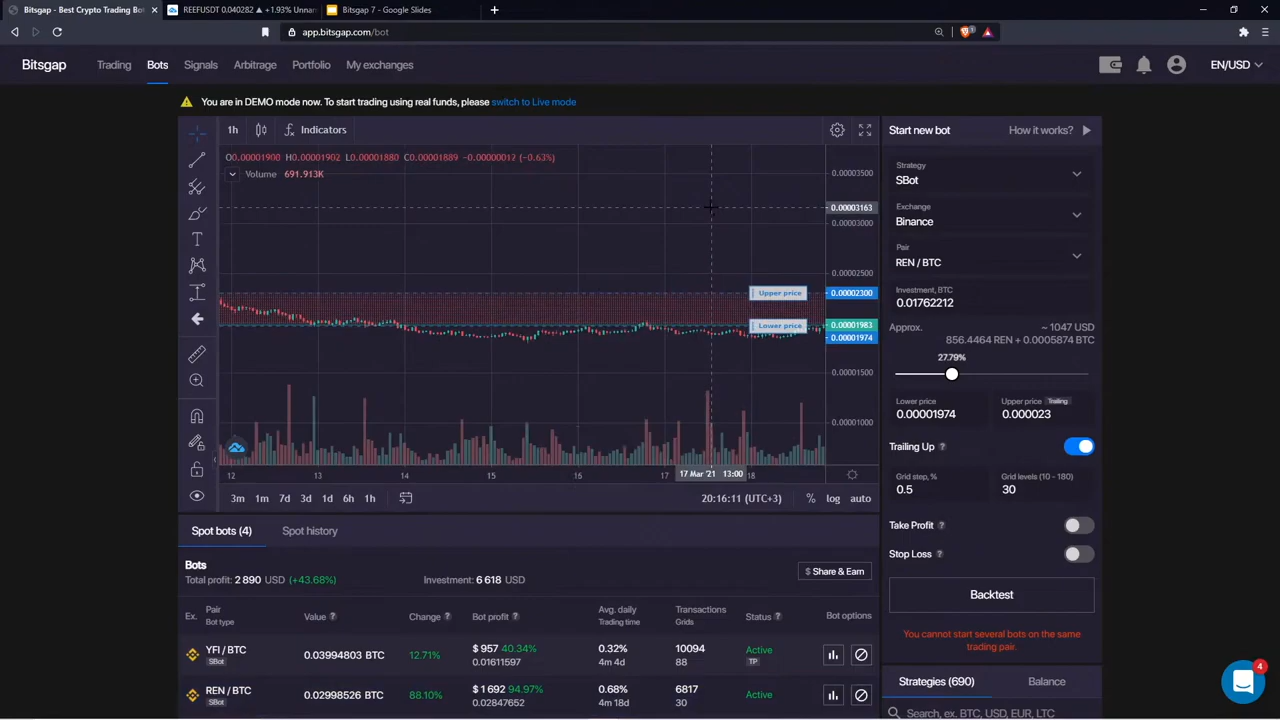 Bitsgap - Best Crypto Trading Bot
REEFUSDT 0.040282 ▲ +1.93% Unnan
Bitsgap 7 - Google Slides
app.bitsgap.com/bot
1
Bitsgap
Trading
Bots
Signals
Arbitrage
Portfolio
My exchanges
EN/USD
You are in DEMO mode now. To start trading using real funds, please switch to Live mode
1h
Indicators
O0.00001900 H0.00001902 L0.00001880 C0.00001889 -0.00000012 (-0.63%)
Volume 691.913K
0.00003500
0.00003163
0.00003000
0.00002500
Upper price
0.00002300
Lower price
0.00001983
0.00001974
0.00001500
0.00001000
12
13
14
15
16
17
17 Mar '21 13:00
18
3m 1m 7d 3d 1d 6h 1h
20:16:11 (UTC+3)
% log auto
Start new bot
How it works?
Strategy
SBot
Exchange
Binance
Pair
REN / BTC
Investment, BTC
0.01762212
Approx.
~ 1047 USD
856.4464 REN + 0.0005874 BTC
27.79%
Lower price
0.00001974
Upper price Trailing
0.000023
Trailing Up ?
Grid step, %
0.5
Grid levels (10 - 180)
30
Take Profit ?
Stop Loss ?
Backtest
You cannot start several bots on the same
trading pair.
Strategies (690)
Balance
Search, ex. BTC, USD, EUR, LTC
4
Spot bots (4)
Spot history
Bots
Total profit: 2 890 USD (+43.68%)
Investment: 6 618 USD
$ Share & Earn
Ex.
Pair
Bot type
Value ?
Change ?
Bot profit ?
Avg. daily
Trading time
Transactions
Grids
Status ?
Bot options
YFI / BTC
SBot
0.03994803 BTC
12.71%
$ 957 40.34%
0.01611597
0.32%
4m 4d
10094
88
Active
TP
REN / BTC
SBot
0.02998526 BTC
88.10%
$ 1 692 94.97%
0.02847652
0.68%
4m 18d
6817
30
Active